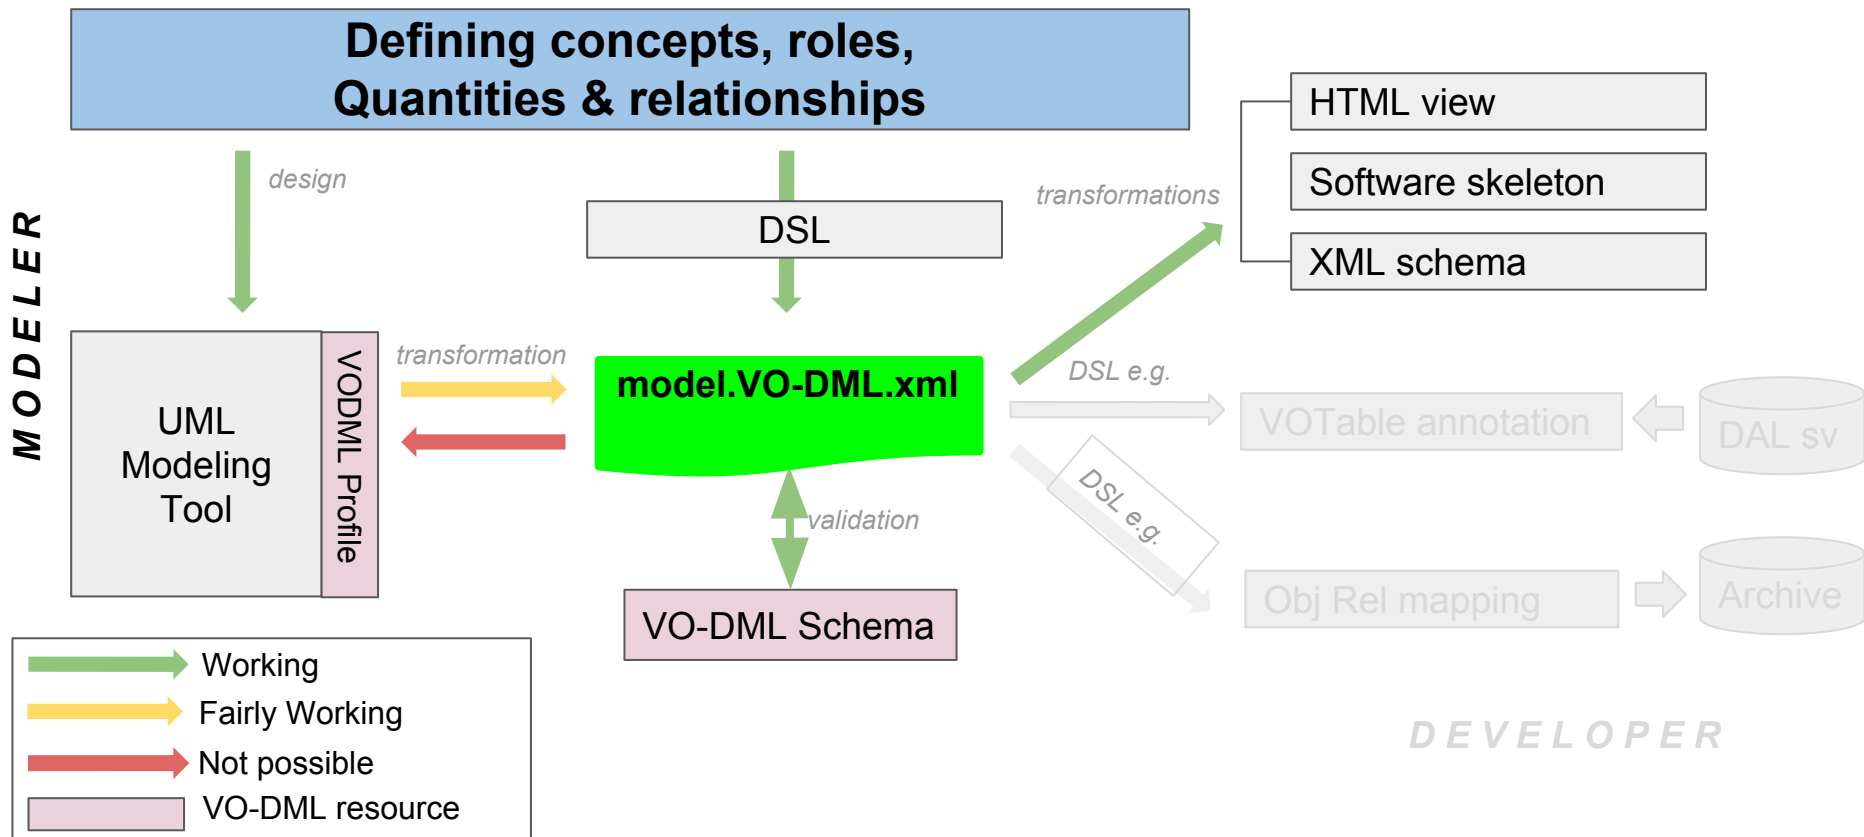 Defining concepts, roles,
Quantities & relationships
design
DSL
transformations
HTML view
Software skeleton
XML schema
MODELER
UML
Modeling
Tool
VODML Profile
transformation
model.VO-DML.xml
validation
VO-DML Schema
DSL e.g.
VOTable annotation
DAL sv
DSL e.g.
Obj Rel mapping
Archive
DEVELOPER
Working
Fairly Working
Not possible
VO-DML resource